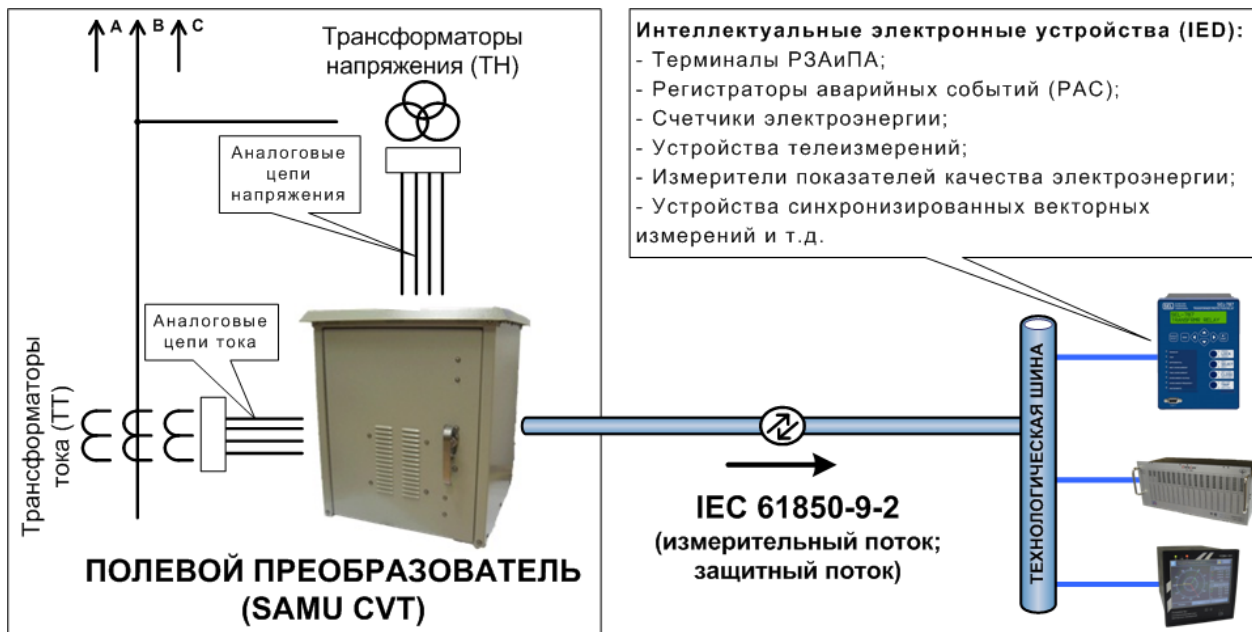 A B C
Трансформаторы
напряжения (ТН)
Аналоговые
цепи
напряжения
Аналоговые
цепи тока
Трансформаторы
тока (ТТ)
ПОЛЕВОЙ ПРЕОБРАЗОВАТЕЛЬ
(SAMU CVT)
Интеллектуальные электронные устройства (IED):
- Терминалы РЗАиПА;
- Регистраторы аварийных событий (РАС);
- Счетчики электроэнергии;
- Устройства телеизмерений;
- Измерители показателей качества электроэнергии;
- Устройства синхронизированных векторных
измерений и т.д.
IEC 61850-9-2
(измерительный поток;
защитный поток)
ТЕХНОЛОГИЧЕСКАЯ ШИНА